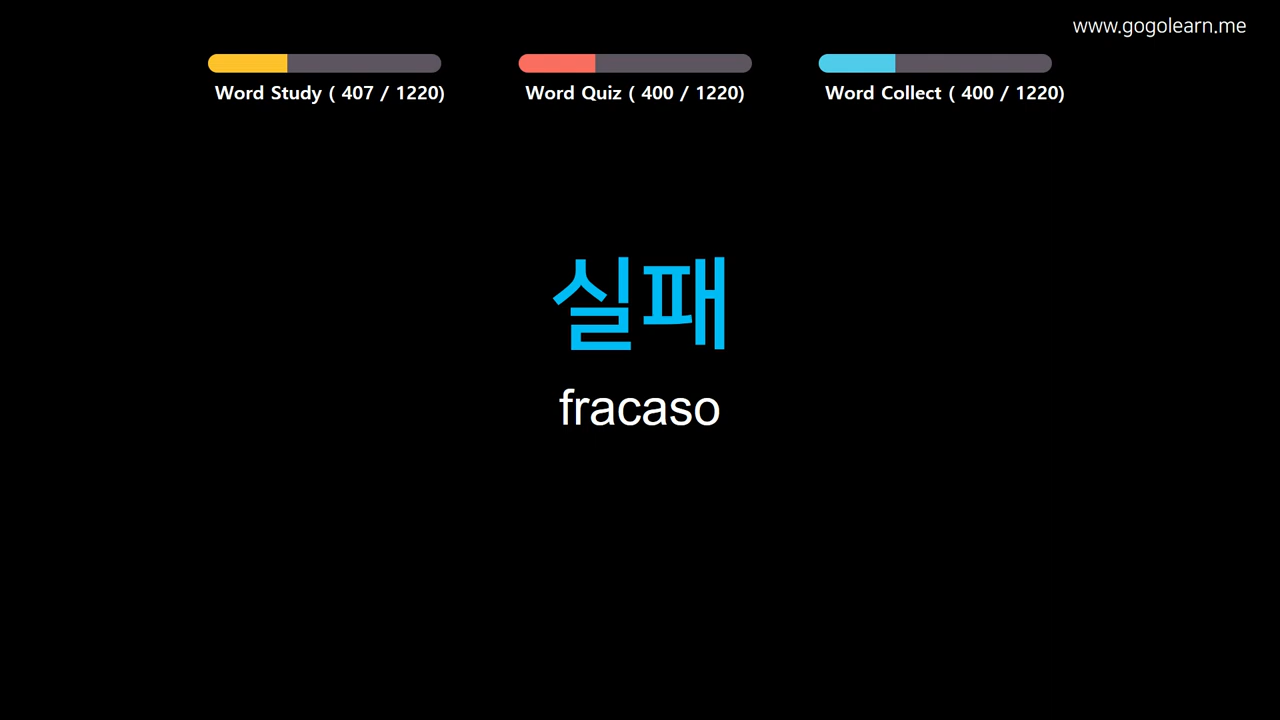 www.gogolearn.me
Word Study ( 407 / 1220)
Word Quiz ( 400 / 1220)
Word Collect ( 400 / 1220)
실패
fracaso